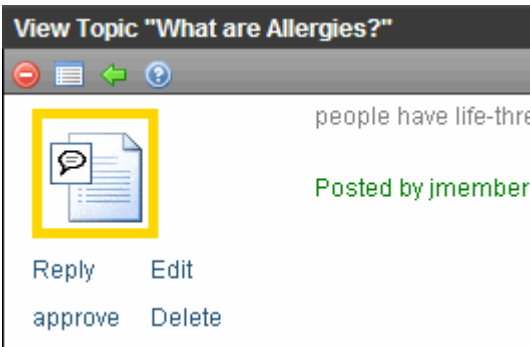 View Topic "What are Allergies?"
people have life-thre
Posted by jmember
Reply Edit
approve Delete